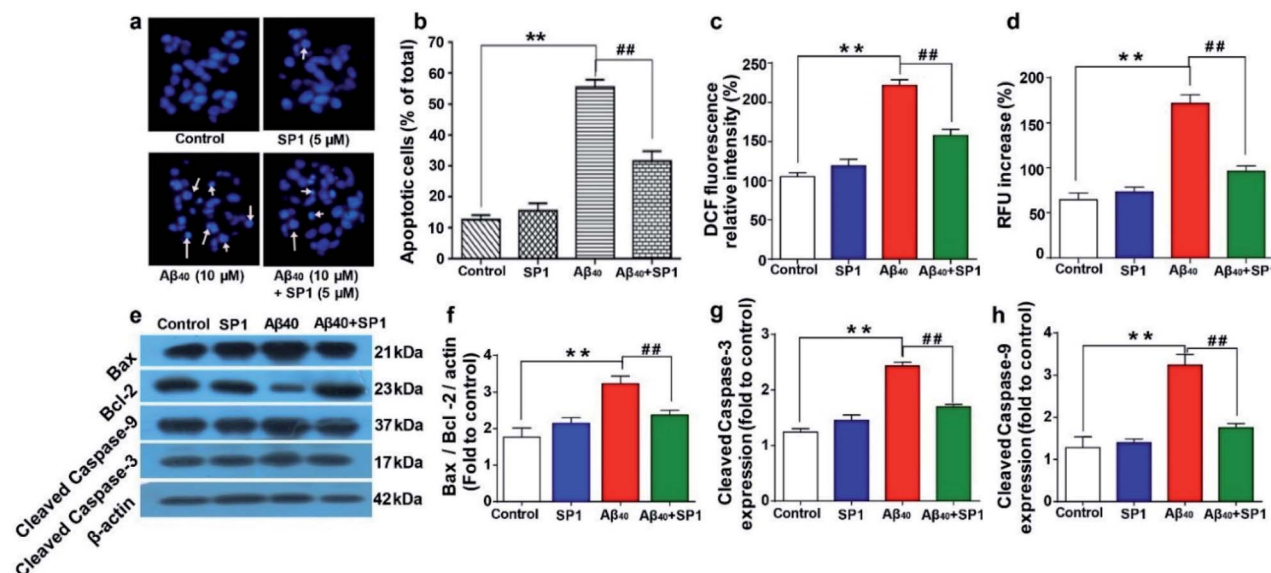 a
Control
SP1 (5 µM)
Aβ40 (10 µM)
Aβ40 (10 µM)
+ SP1 (5 µM)
b
Apoptotic cells (% of total)
70
60
50
40
30
20
10
0
**
##
Control
SP1
Aβ40
Aβ40+SP1
c
DCF fluorescence
relative intensity (%)
250
200
150
100
50
0
**
##
Control
SP1
Aβ40
Aβ40+SP1
d
RFU increase (%)
200
150
100
50
0
**
##
Control
SP1
Aβ40
Aβ40+SP1
e
Control
SP1
Aβ40
Aβ40+SP1
Bax
21kDa
Bcl-2
23kDa
Cleaved Caspase-9
37kDa
Cleaved Caspase-3
17kDa
β-actin
42kDa
f
Bax / Bcl -2 / actin
(Fold to control)
4
3
2
1
0
**
##
Control
SP1
Aβ40
Aβ40+SP1
g
Cleaved Caspase-3
expression (fold to control)
3
2
1
0
**
##
Control
SP1
Aβ40
Aβ40+SP1
h
Cleaved Caspase-9
expression (fold to control)
4
3
2
1
0
**
##
Control
SP1
Aβ40
Aβ40+SP1